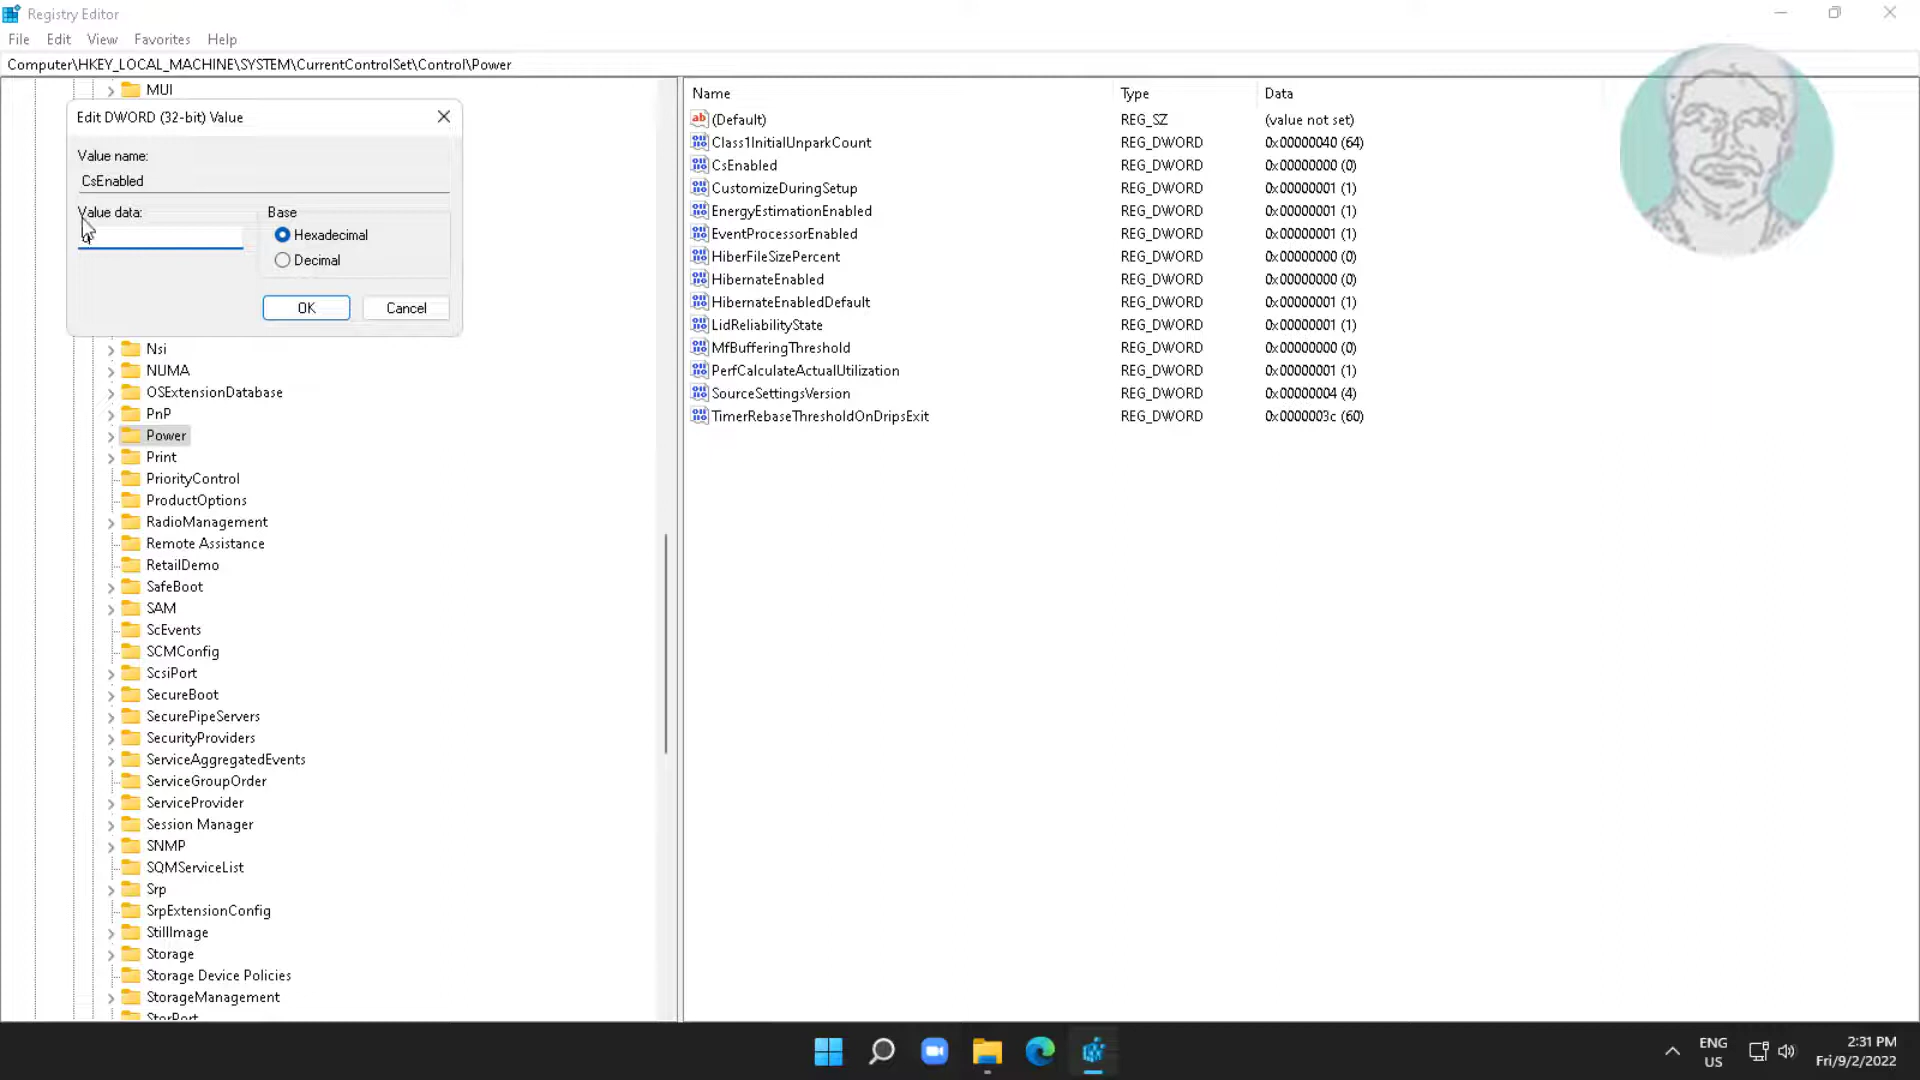 Registry Editor
File Edit View Favorites Help
Computer\HKEY_LOCAL_MACHINE\SYSTEM\CurrentControlSet\Control\Power
MUI
Edit DWORD (32-bit) Value
Value name:
CsEnabled
Value data:
Base
Hexadecimal
Decimal
OK
Cancel
Nsi
NUMA
OSExtensionDatabase
PnP
Power
Print
PriorityControl
ProductOptions
RadioManagement
Remote Assistance
RetailDemo
SafeBoot
SAM
ScEvents
SCMConfig
ScsiPort
SecureBoot
SecurePipeServers
SecurityProviders
ServiceAggregatedEvents
ServiceGroupOrder
ServiceProvider
Session Manager
SNMP
SQMServiceList
Srp
SrpExtensionConfig
StillImage
Storage
Storage Device Policies
StorageManagement
StorPort
Name Type Data
(Default) REG_SZ (value not set)
Class1InitialUnparkCount REG_DWORD 0x00000040 (64)
CsEnabled REG_DWORD 0x00000000 (0)
CustomizeDuringSetup REG_DWORD 0x00000001 (1)
EnergyEstimationEnabled REG_DWORD 0x00000001 (1)
EventProcessorEnabled REG_DWORD 0x00000001 (1)
HiberFileSizePercent REG_DWORD 0x00000000 (0)
HibernateEnabled REG_DWORD 0x00000000 (0)
HibernateEnabledDefault REG_DWORD 0x00000001 (1)
LidReliabilityState REG_DWORD 0x00000001 (1)
MfBufferingThreshold REG_DWORD 0x00000000 (0)
PerfCalculateActualUtilization REG_DWORD 0x00000001 (1)
SourceSettingsVersion REG_DWORD 0x00000004 (4)
TimerRebaseThresholdOnDripsExit REG_DWORD 0x0000003c (60)
ENG
US
2:31 PM
Fri/9/2/2022